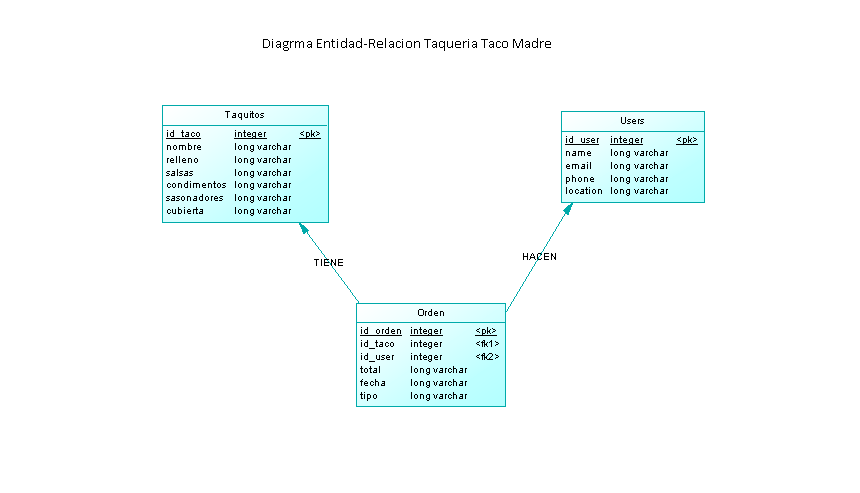 Diagrma Entidad-Relacion Taqueria Taco Madre
Taquitos
id_taco integer <pk>
nombre long varchar
relleno long varchar
salsas long varchar
condimentos long varchar
sasonadores long varchar
cubierta long varchar
Users
id_user integer <pk>
name long varchar
email long varchar
phone long varchar
location long varchar
TIENE
HACEN
Orden
id_orden integer <pk>
id_taco integer <fk1>
id_user integer <fk2>
total long varchar
fecha long varchar
tipo long varchar